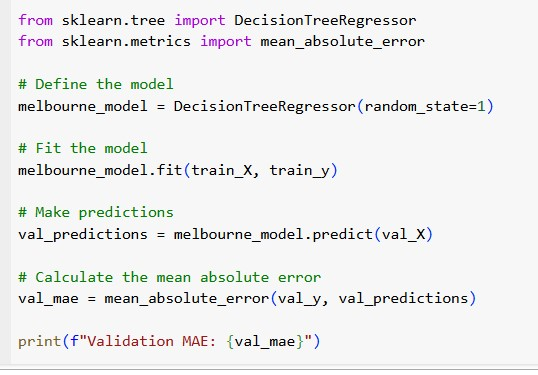 from sklearn.tree import DecisionTreeRegressor
from sklearn.metrics import mean_absolute_error
# Define the model
melbourne_model = DecisionTreeRegressor(random_state=1)
# Fit the model
melbourne_model.fit(train_X, train_y)
# Make predictions
val_predictions = melbourne_model.predict(val_X)
# Calculate the mean absolute error
val_mae = mean_absolute_error(val_y, val_predictions)
print(f"Validation MAE: {val_mae}")